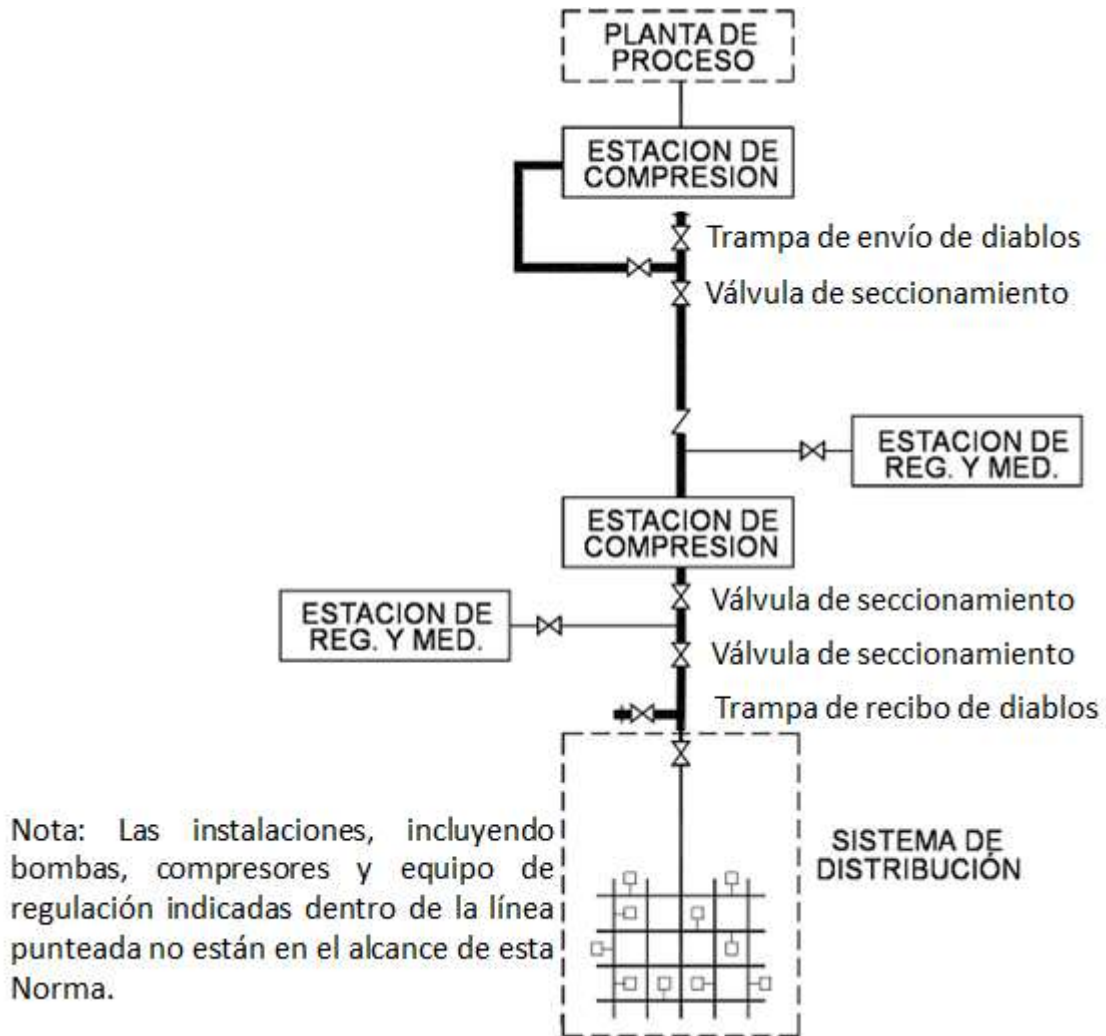 PLANTA DE
PROCESO
ESTACION DE
COMPRESION
Trampa de envío de diablos
Válvula de seccionamiento
ESTACION DE
REG. Y MED.
ESTACION DE
COMPRESION
Válvula de seccionamiento
ESTACION DE
REG. Y MED.
Válvula de seccionamiento
Trampa de recibo de diablos
Nota: Las instalaciones, incluyendo
bombas, compresores y equipo de
regulación indicadas dentro de la línea
punteada no están en el alcance de esta
Norma.
SISTEMA DE
DISTRIBUCIÓN